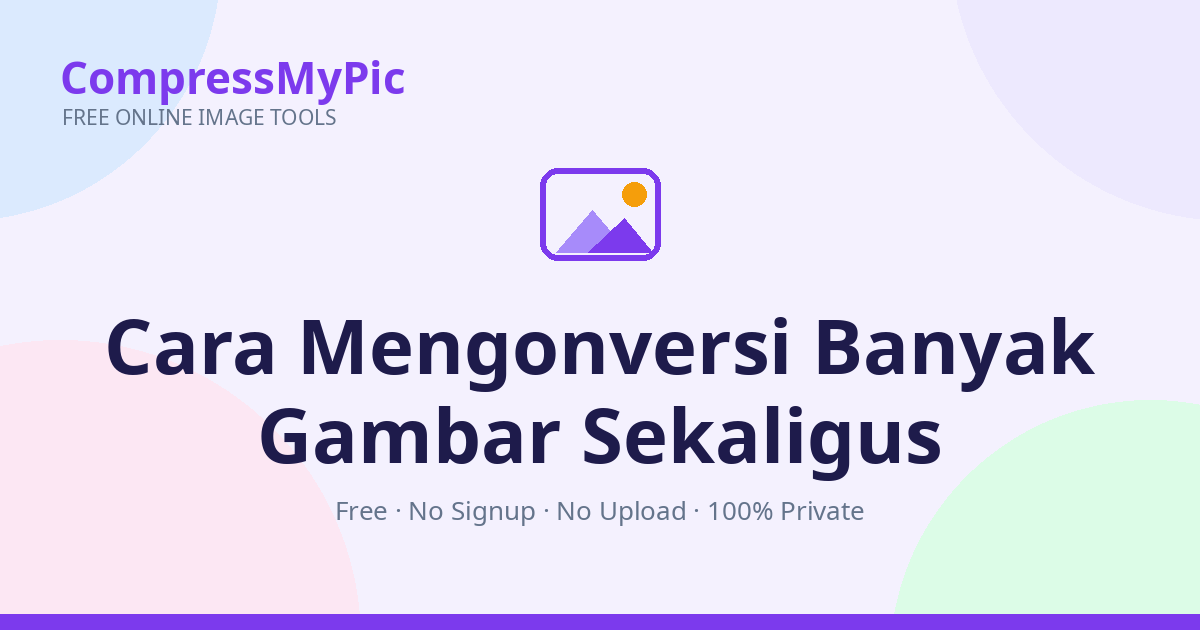 CompressMyPic
FREE ONLINE IMAGE TOOLS
Cara Mengonversi Banyak
Gambar Sekaligus
Free · No Signup · No Upload · 100% Private